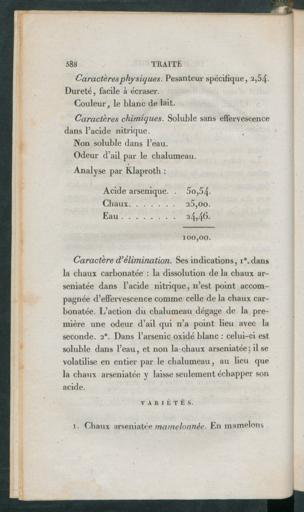 588 TRAITÉ
Caractères physiques. Pesanteur spécifique, 2,54.
Dureté, facile à écraser.
Couleur, le blanc de lait.
Caractères chimiques. Soluble sans effervescence
dans l'acide nitrique.
Non soluble dans l'eau.
Odeur d'ail par le chalumeau.
Analyse par Klaproth :
Acide arsenique. . 50,54.
Chaux. . . . . . . 25,00.
Eau . . . . . . . . 24,46.
100,00.
Caractère d'élimination. Ses indications, 1°. dans
la chaux carbonatée : la dissolution de la chaux ar-
seniatée dans l'acide nitrique, n'est point accom-
pagnée d'effervescence comme celle de la chaux car-
bonatée. L'action du chalumeau dégage de la pre-
mière une odeur d'ail qui n'a point lieu avec la
seconde. 2°. Dans l'arsenic oxidé blanc : celui-ci est
soluble dans l'eau, et non la chaux arseniatée; il se
volatilise en entier par le chalumeau, au lieu que
la chaux arseniatée y laisse seulement échapper son
acide.
VARIÉTÉS.
1. Chaux arseniatée mamelonnée. En mamelons